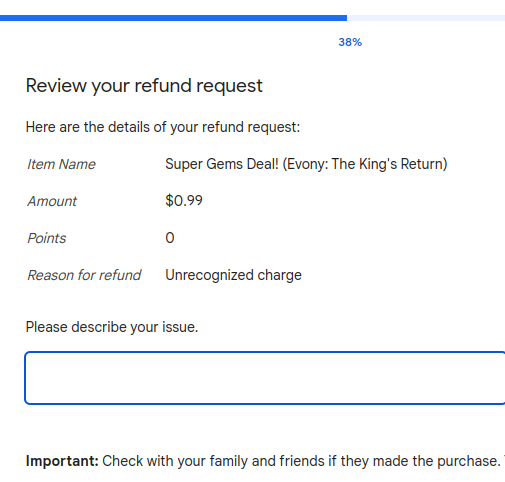 38%
Review your refund request
Here are the details of your refund request:
Item Name Super Gems Deal! (Evony: The King's Return)
Amount $0.99
Points 0
Reason for refund Unrecognized charge
Please describe your issue.
Important: Check with your family and friends if they made the purchase.